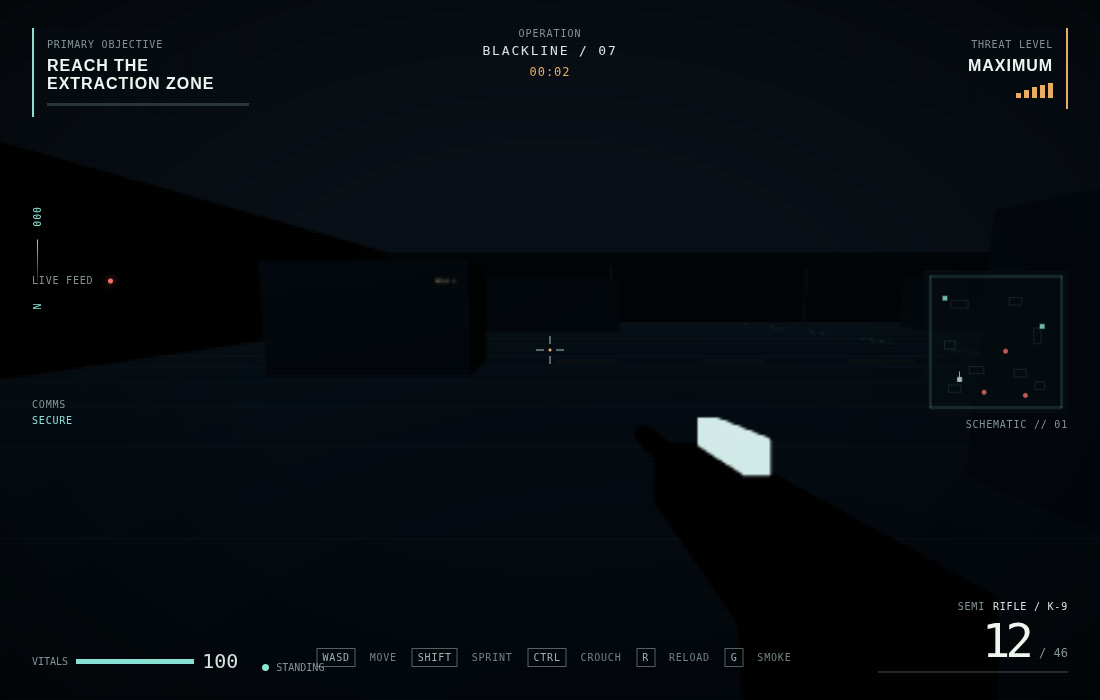 PRIMARY OBJECTIVE
REACH THE
EXTRACTION ZONE
OPERATION
BLACKLINE / 07
00:02
THREAT LEVEL
MAXIMUM
000
N
LIVE FEED
COMMS
SECURE
SCHEMATIC // 01
SEMI RIFLE / K-9
12 / 46
VITALS 100
STANDING
WASD MOVE SHIFT SPRINT CTRL CROUCH R RELOAD G SMOKE